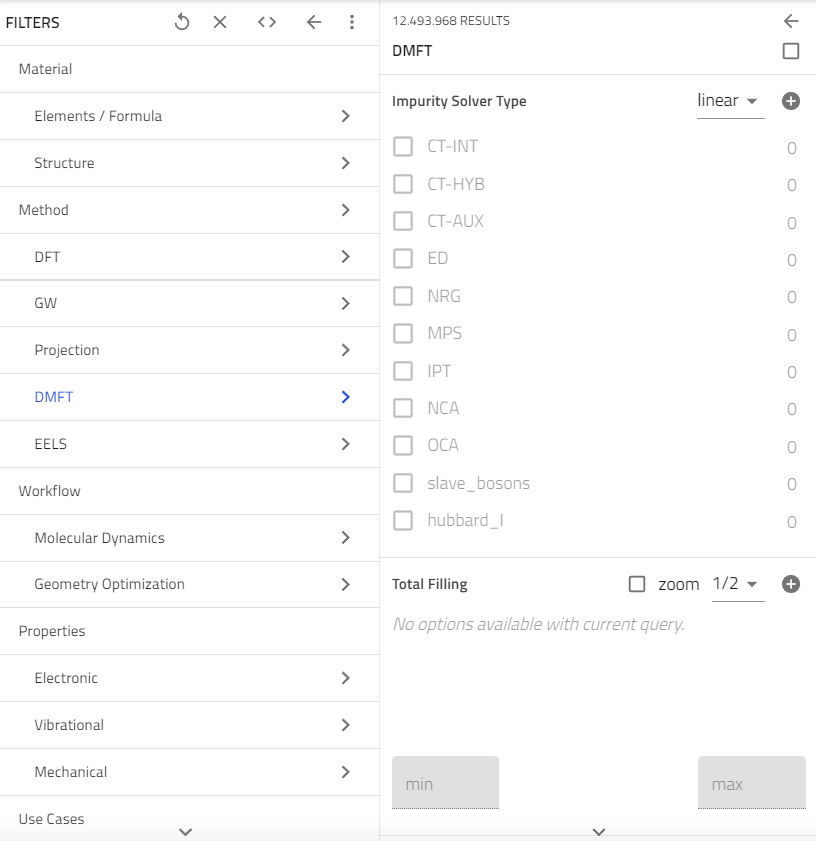 FILTERS
Material
Elements / Formula
Structure
Method
DFT
GW
Projection
DMFT
EELS
Workflow
Molecular Dynamics
Geometry Optimization
Properties
Electronic
Vibrational
Mechanical
Use Cases
12.493.968 RESULTS
DMFT
Impurity Solver Type linear
CT-INT 0
CT-HYB 0
CT-AUX 0
ED 0
NRG 0
MPS 0
IPT 0
NCA 0
OCA 0
slave_bosons 0
hubbard_I 0
Total Filling zoom 1/2
No options available with current query.
min max